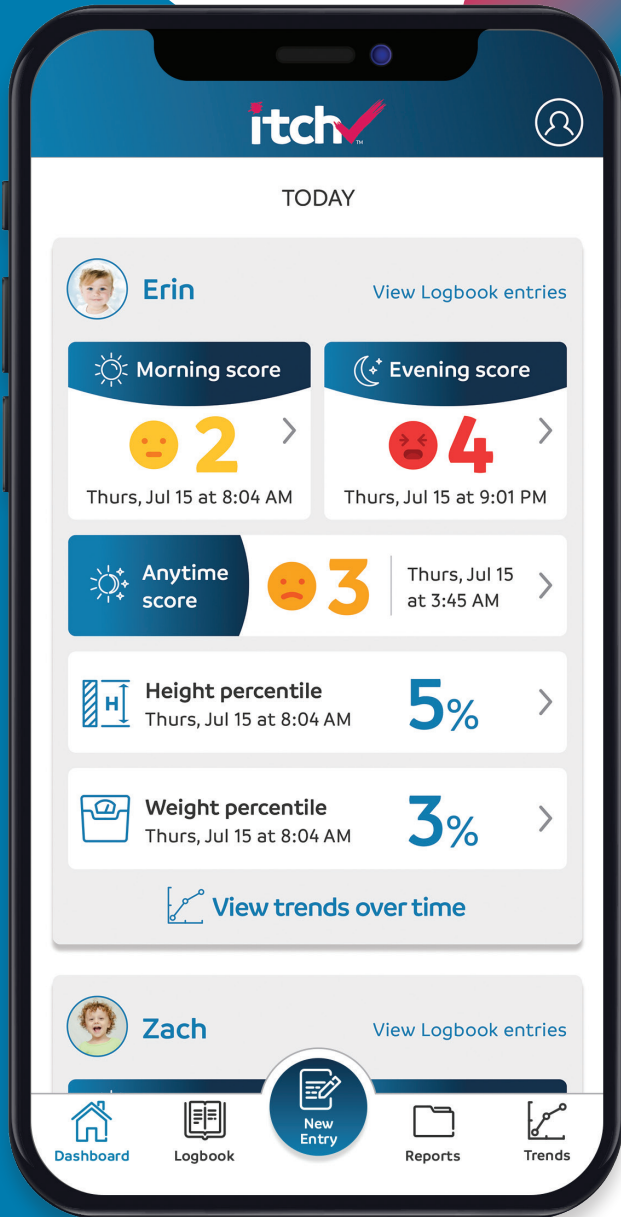 itch
TM
TODAY
Erin
View Logbook entries
Morning score
2
Thurs, Jul 15 at 8:04 AM
Evening score
4
Thurs, Jul 15 at 9:01 PM
Anytime
score
3
Thurs, Jul 15
at 3:45 AM
H
Height percentile
Thurs, Jul 15 at 8:04 AM
5%
Weight percentile
Thurs, Jul 15 at 8:04 AM
3%
View trends over time
Zach
View Logbook entries
Dashboard
Logbook
New
Entry
Reports
Trends